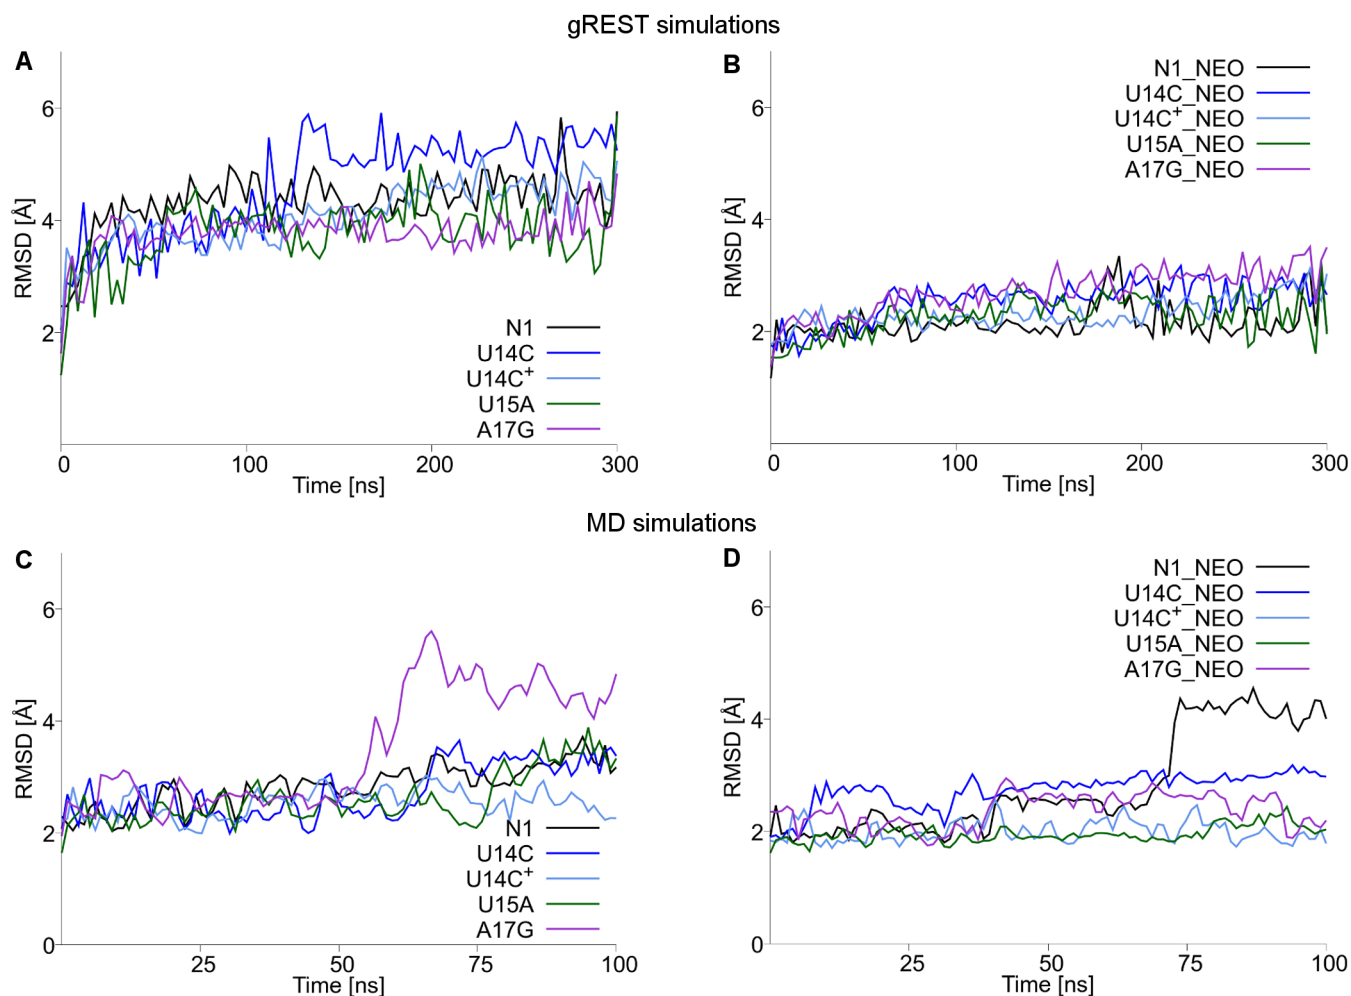 gREST simulations
A
RMSD [Å]
6
4
2
N1
U14C
U14C⁺
U15A
A17G
0
100
200
300
Time [ns]
B
RMSD [Å]
6
4
2
N1_NEO
U14C_NEO
U14C⁺_NEO
U15A_NEO
A17G_NEO
0
100
200
300
Time [ns]
MD simulations
C
RMSD [Å]
6
4
2
0
N1
U14C
U14C⁺
U15A
A17G
25
50
75
100
Time [ns]
D
RMSD [Å]
6
4
2
0
N1_NEO
U14C_NEO
U14C⁺_NEO
U15A_NEO
A17G_NEO
25
50
75
100
Time [ns]